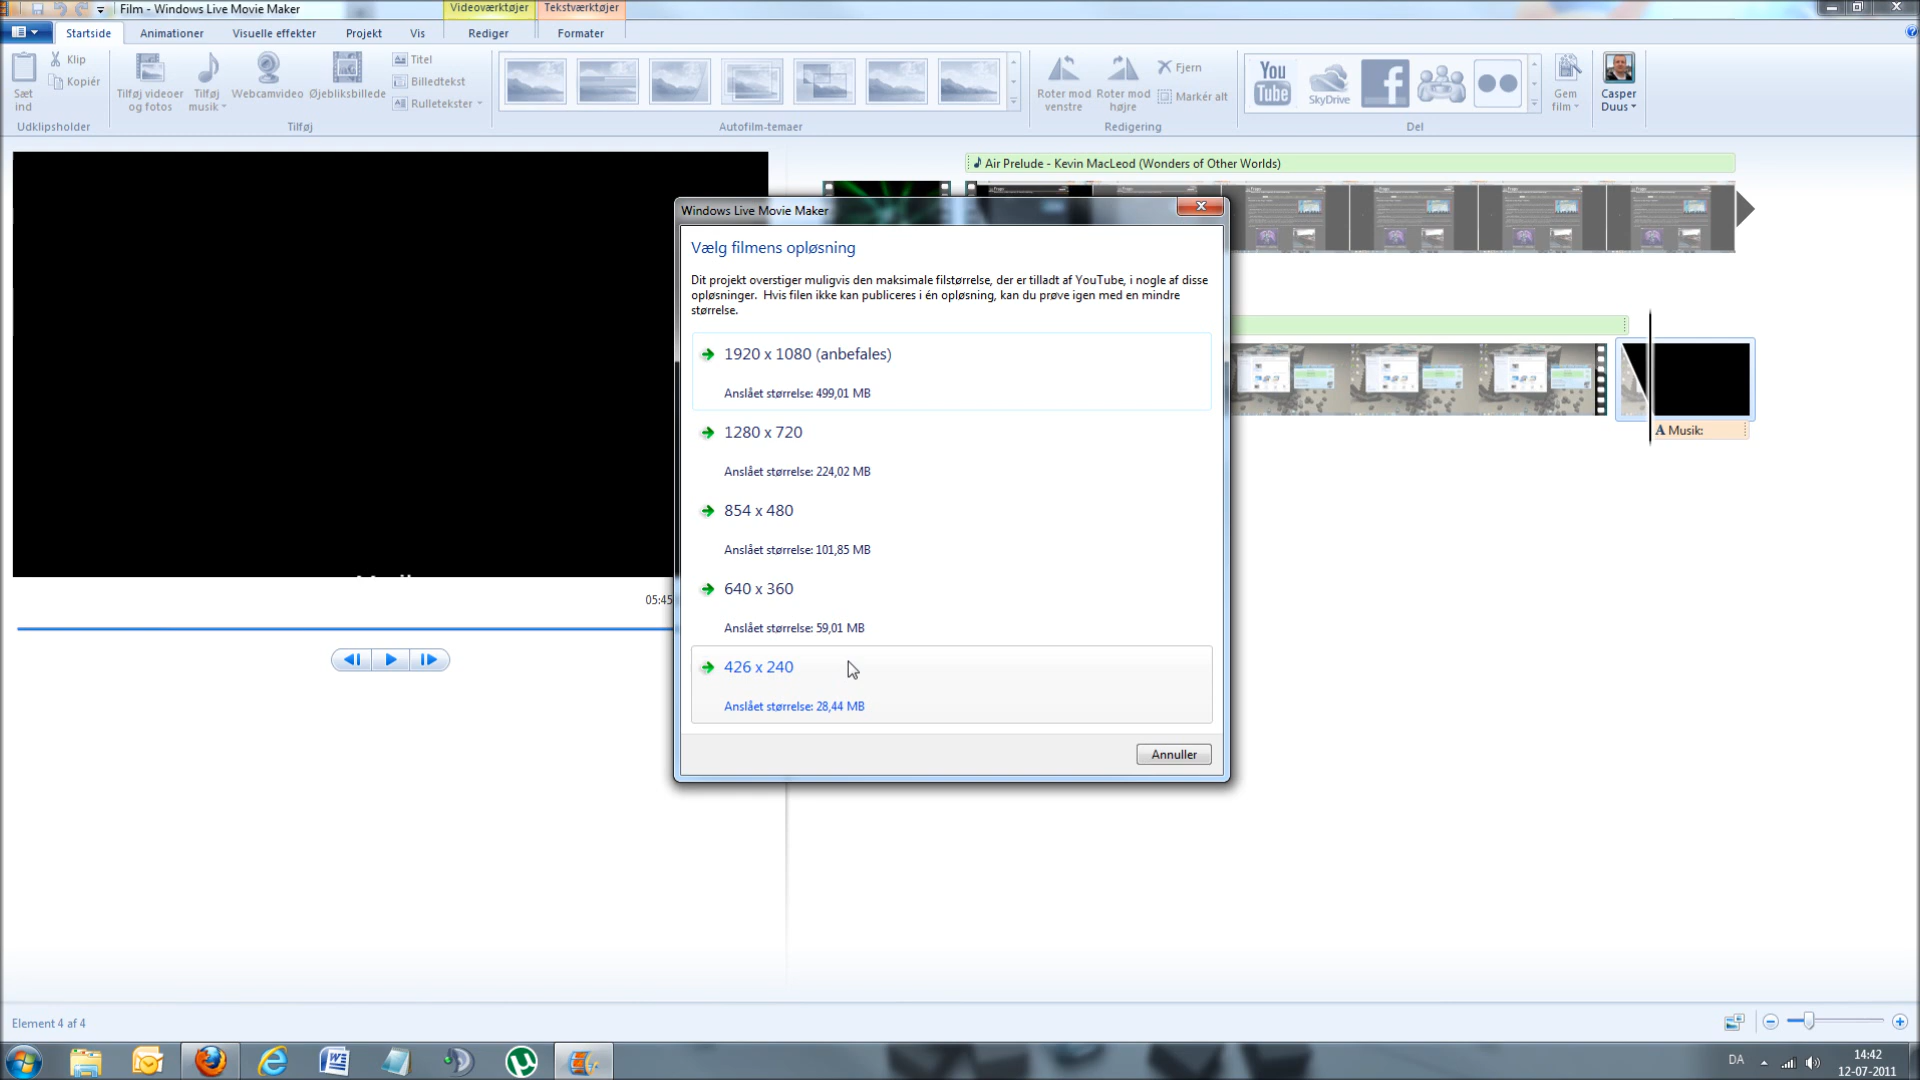 Film - Windows Live Movie Maker
Videoværktøjer
Tekstværktøjer
Startside
Animationer
Visuelle effekter
Projekt
Vis
Rediger
Formater
Sæt
ind
Klip
Kopiér
Udklipsholder
Tilføj videoer
og fotos
Tilføj
musik
Webcamvideo
Øjebliksbillede
Titel
Billedtekst
Rulletekster
Tilføj
Autofilm-temaer
Roter mod
venstre
Roter mod
højre
Fjern
Markér alt
Redigering
You
Tube
SkyDrive
Del
Gem
film
Casper
Duus
Air Prelude - Kevin MacLeod (Wonders of Other Worlds)
Windows Live Movie Maker
Vælg filmens opløsning
Dit projekt overstiger muligvis den maksimale filstørrelse, der er tilladt af YouTube, i nogle af disse
opløsninger.  Hvis filen ikke kan publiceres i én opløsning, kan du prøve igen med en mindre
størrelse.
1920 x 1080 (anbefales)
Anslået størrelse: 499,01 MB
1280 x 720
Anslået størrelse: 224,02 MB
854 x 480
Anslået størrelse: 101,85 MB
640 x 360
Anslået størrelse: 59,01 MB
426 x 240
Anslået størrelse: 28,44 MB
Annuller
05:45
A Musik:
Element 4 af 4
DA
14:42
12-07-2011